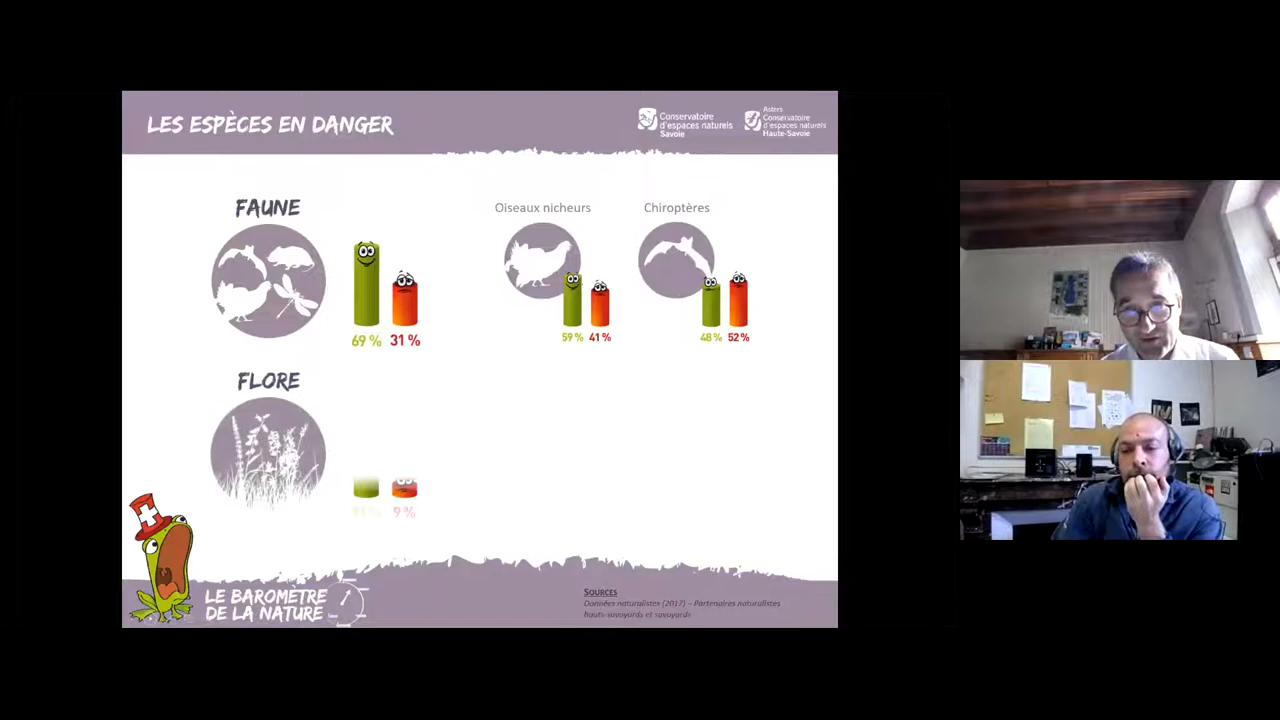 LES ESPÈCES EN DANGER
Conservatoire
d'espaces naturels
Savoie
Asters
Conservatoire
d'espaces naturels
Haute-Savoie
FAUNE
69 % 31 %
Oiseaux nicheurs
59 % 41 %
Chiroptères
48 % 52 %
FLORE
9 %
LE BAROMÈTRE
DE LA NATURE
SOURCES
Données naturalistes (2017) – Partenaires naturalistes
hauts-savoyards et savoyards